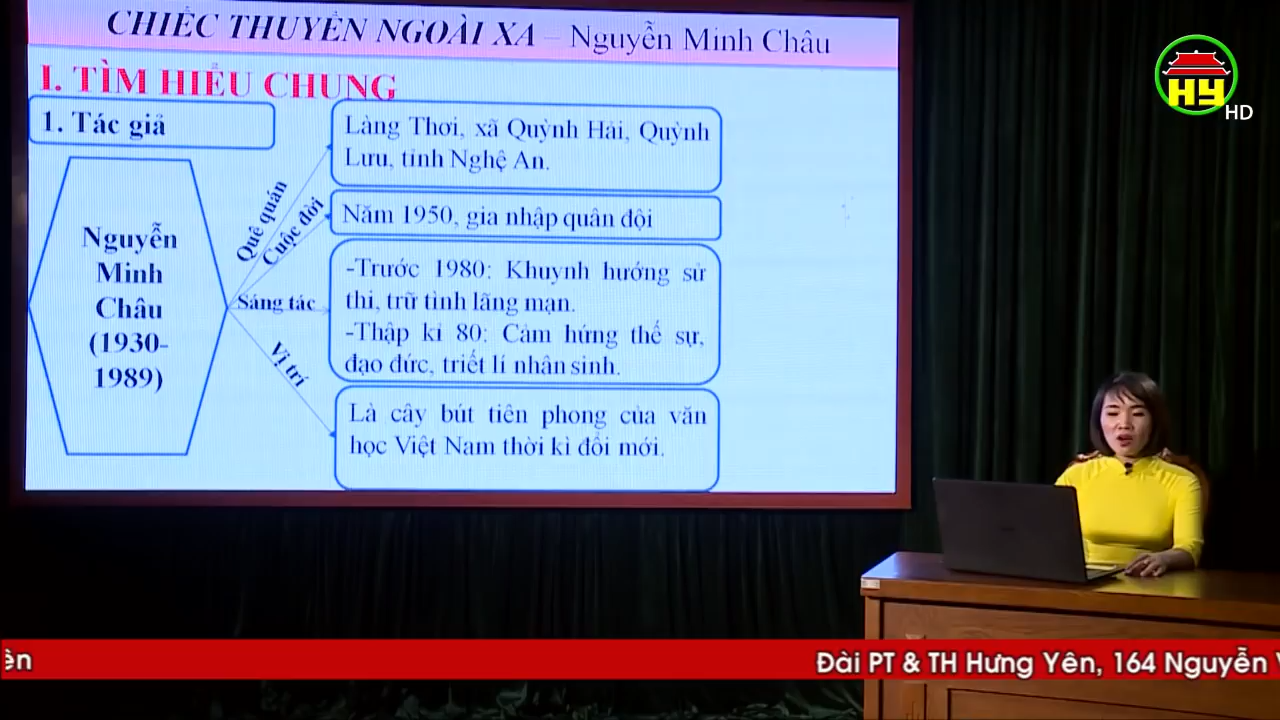 CHIẾC THUYỀN NGOÀI XA – Nguyễn Minh Châu
I. TÌM HIỂU CHUNG
1. Tác giả
Nguyễn
Minh
Châu
(1930-
1989)
Quê quán
Làng Thơi, xã Quỳnh Hải, Quỳnh
Lưu, tỉnh Nghệ An.
Cuộc đời
Năm 1950, gia nhập quân đội
Sáng tác
-Trước 1980: Khuynh hướng sử
thi, trữ tình lãng mạn.
-Thập kỉ 80: Cảm hứng thế sự,
đạo đức, triết lí nhân sinh.
Vị trí
Là cây bút tiên phong của văn
học Việt Nam thời kì đổi mới.
HY
HD
ên
Đài PT & TH Hưng Yên, 164 Nguyễn V